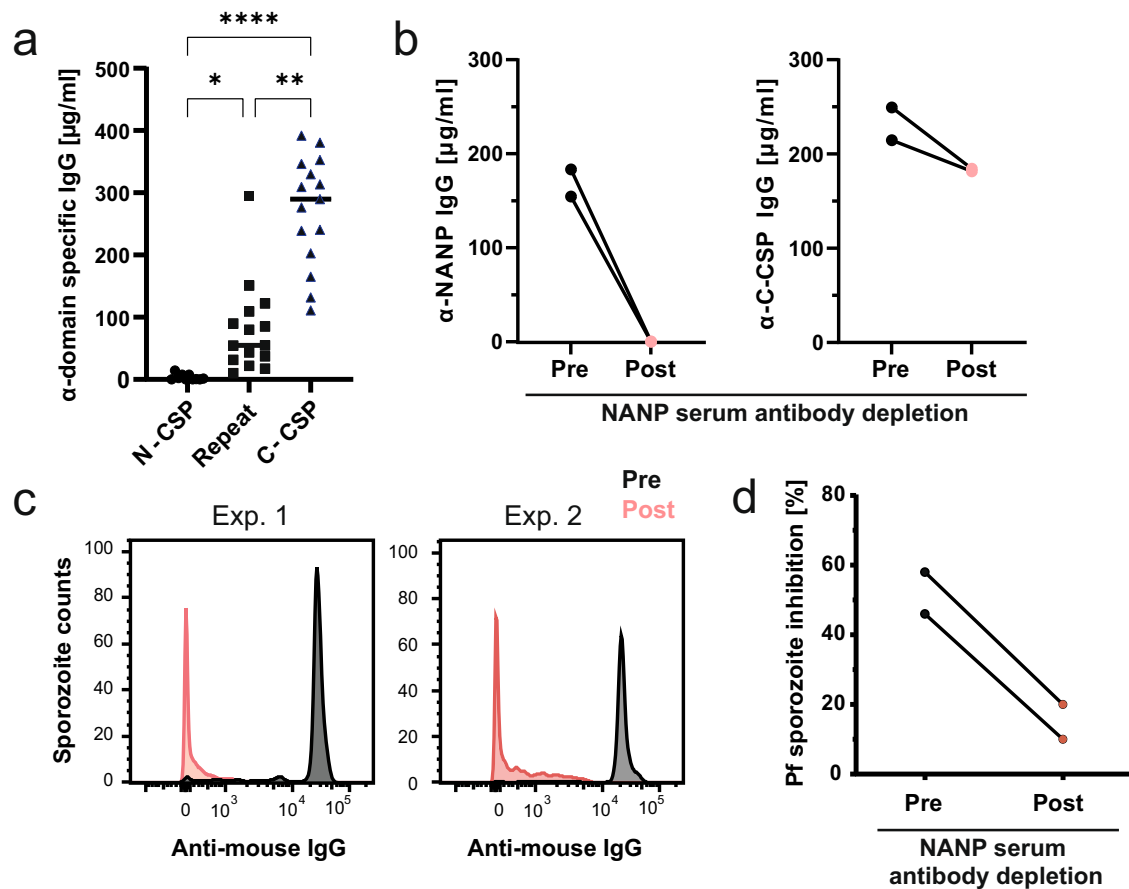 a
α-domain specific IgG [µg/ml]
500
400
300
200
100
0
****
* **
N - CSP
Repeat
C - CSP
b
α-NANP IgG [µg/ml]
300
200
100
0
Pre Post
α-C-CSP IgG [µg/ml]
300
200
100
0
Pre Post
NANP serum antibody depletion
c
Pre
Post
Exp. 1
Sporozoite counts
100
80
60
40
20
0
0 10³ 10⁴ 10⁵
Anti-mouse IgG
Exp. 2
100
80
60
40
20
0
0 10³ 10⁴ 10⁵
Anti-mouse IgG
d
Pf sporozoite inhibition [%]
80
60
40
20
0
Pre Post
NANP serum
antibody depletion